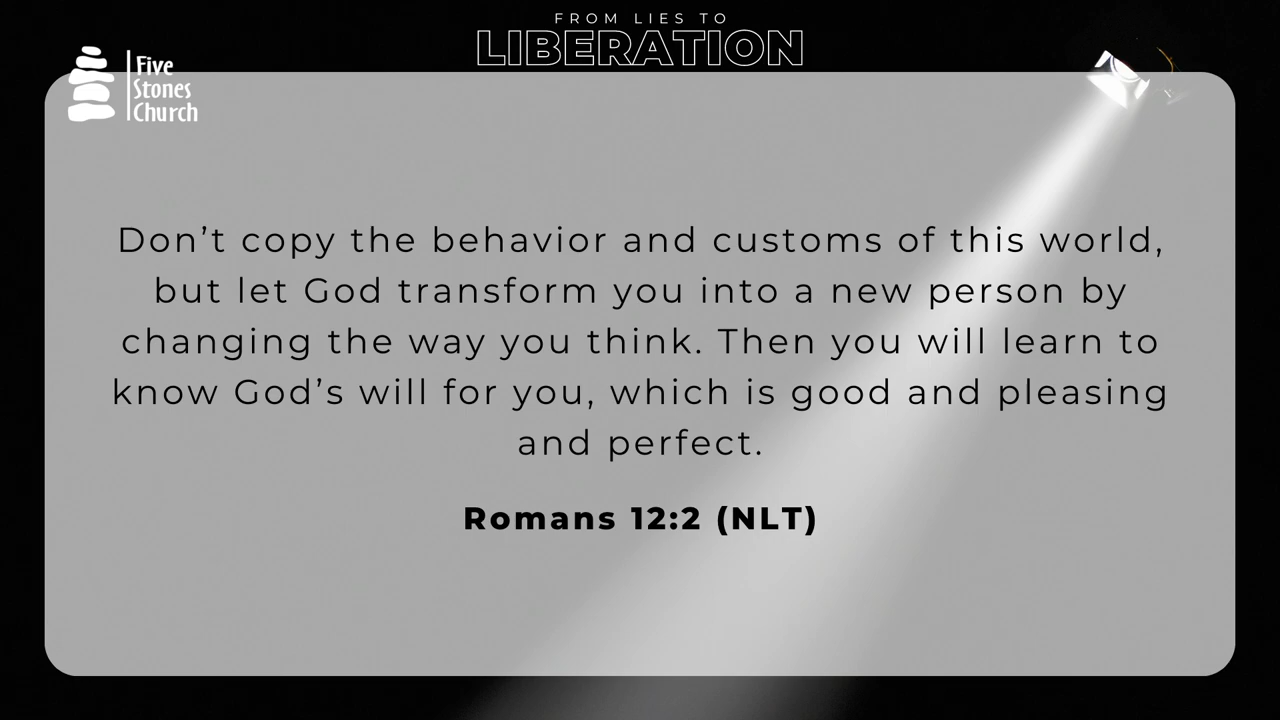 FROM LIES TO
LIBERATION
Five
Stones
Church
Don’t copy the behavior and customs of this world,
but let God transform you into a new person by
changing the way you think. Then you will learn to
know God’s will for you, which is good and pleasing
and perfect.
Romans 12:2 (NLT)